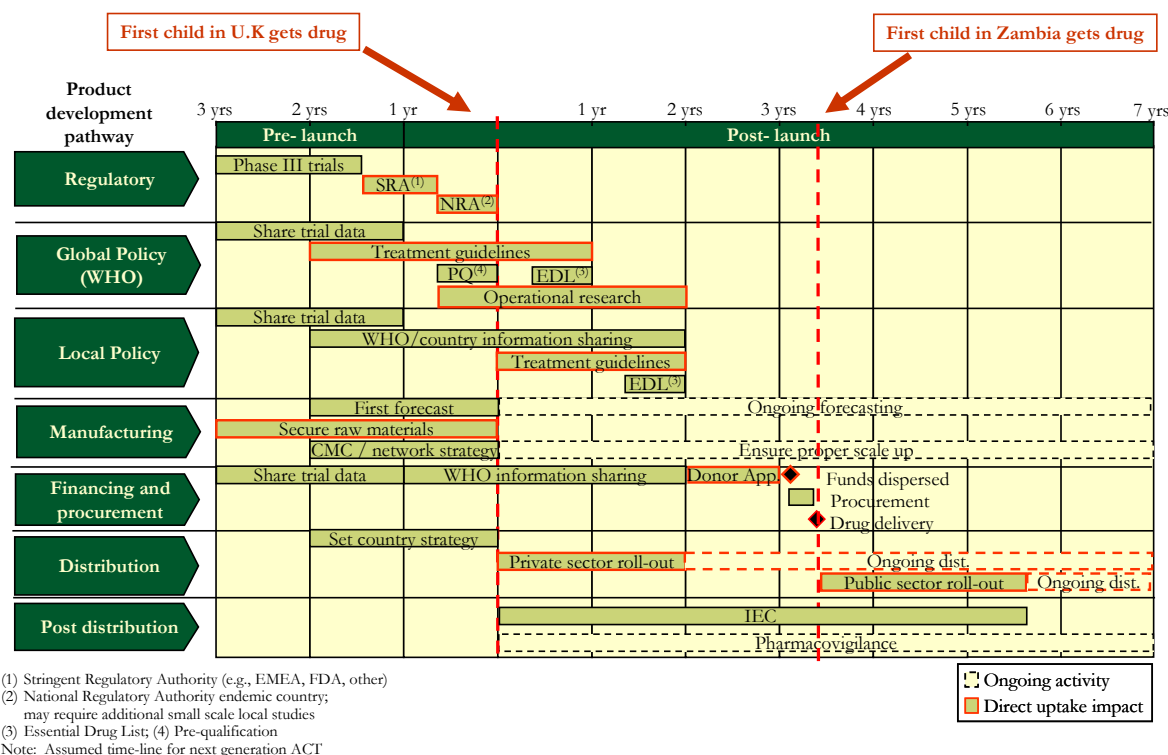 First child in U.K gets drug
First child in Zambia gets drug
Product
development
pathway
3 yrs 2 yrs 1 yr 1 yr 2 yrs 3 yrs 4 yrs 5 yrs 6 yrs 7 yrs
Pre- launch Post- launch
Regulatory
Phase III trials
SRA(1)
NRA(2)
Global Policy
(WHO)
Share trial data
Treatment guidelines
PQ(4) EDL(3)
Operational research
Local Policy
Share trial data
WHO/country information sharing
Treatment guidelines
EDL(3)
Manufacturing
First forecast Ongoing forecasting
Secure raw materials
CMC / network strategy Ensure proper scale up
Financing and
procurement
Share trial data WHO information sharing Donor App. Funds dispersed
Procurement
Drug delivery
Distribution
Set country strategy
Private sector roll-out Ongoing dist.
Public sector roll-out Ongoing dist.
Post distribution
IEC
Pharmacovigilance
(1) Stringent Regulatory Authority (e.g., EMEA, FDA, other)
(2) National Regulatory Authority endemic country;
may require additional small scale local studies
(3) Essential Drug List; (4) Pre-qualification
Note: Assumed time-line for next generation ACT
Ongoing activity
Direct uptake impact